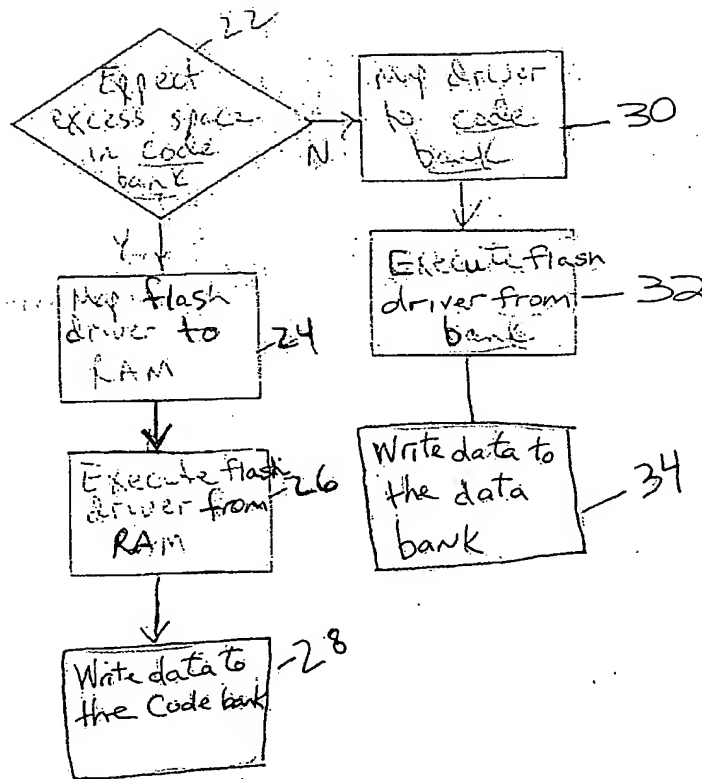 22
Expect
excess space
in code
bank
N
Y
Map driver
to code
bank
30
Execute flash
driver from
bank
32
Write data to
the data
bank
34
Map flash
driver to
RAM
24
Execute flash
driver from
RAM
26
Write data to
the Code bank
28